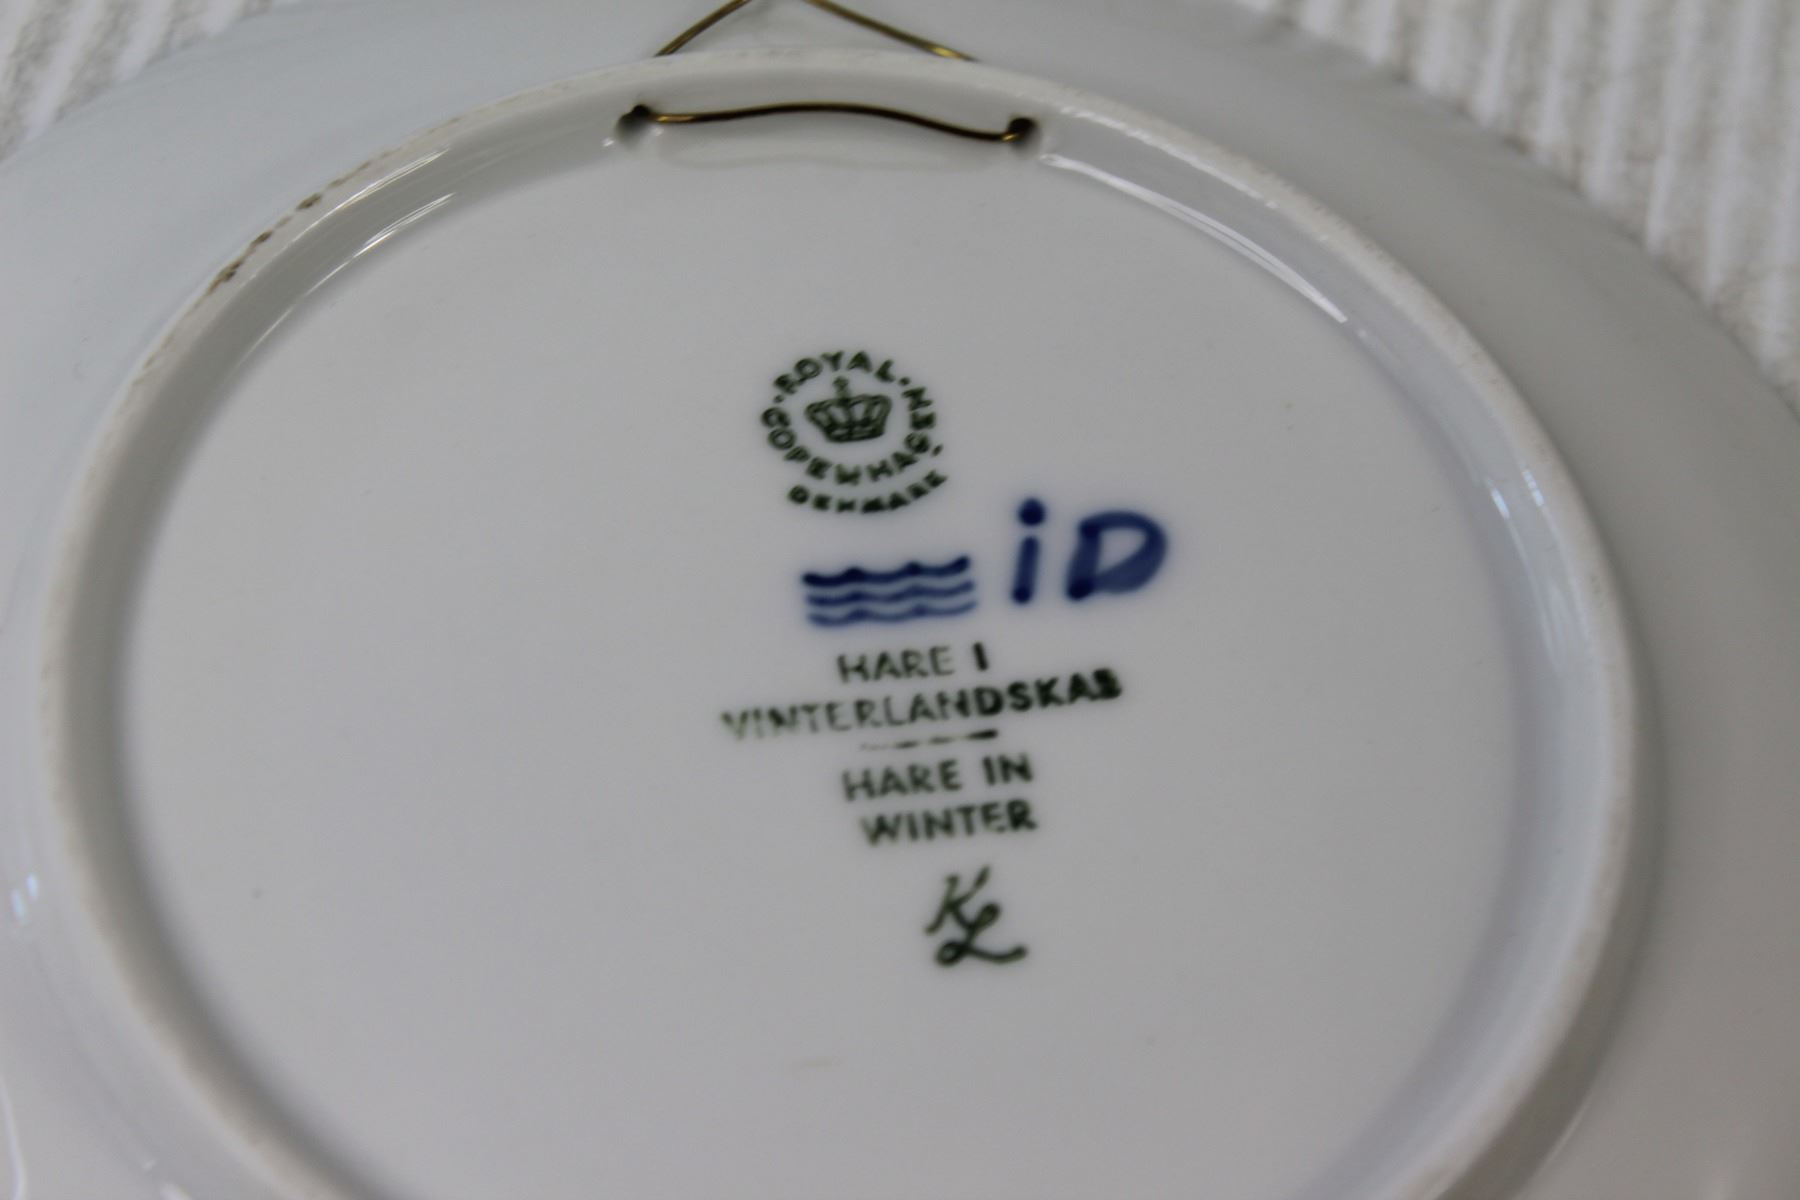 ROYAL·COPENHAGEN·
DENMARK
iD
HARE I
VINTERLANDSKAB
HARE IN
WINTER
KL